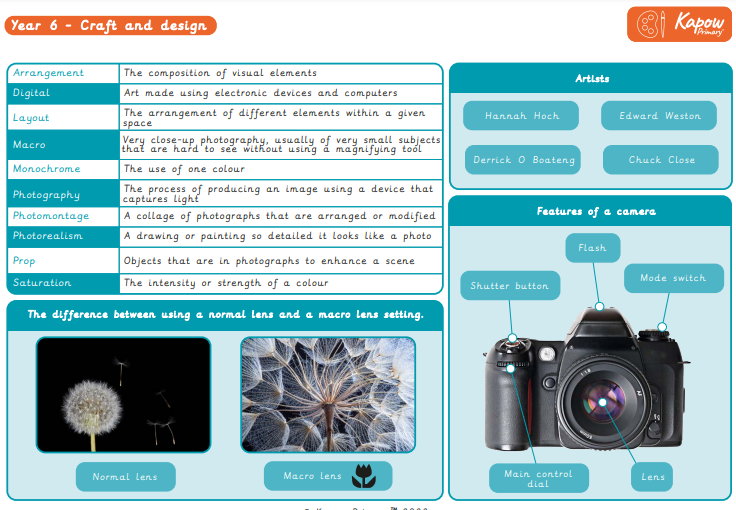 Year 6 - Craft and design
Kapow
Primary
Arrangement
The composition of visual elements
Digital
Art made using electronic devices and computers
Layout
The arrangement of different elements within a given
space
Macro
Very close-up photography, usually of very small subjects
that are hard to see without using a magnifying tool
Monochrome
The use of one colour
Photography
The process of producing an image using a device that
captures light
Photomontage
A collage of photographs that are arranged or modified
Photorealism
A drawing or painting so detailed it looks like a photo
Prop
Objects that are in photographs to enhance a scene
Saturation
The intensity or strength of a colour
The difference between using a normal lens and a macro lens setting.
Normal lens
Macro lens
Artists
Hannah Hoch
Edward Weston
Derrick O Boateng
Chuck Close
Features of a camera
Flash
Shutter button
Mode switch
Main control
dial
Lens